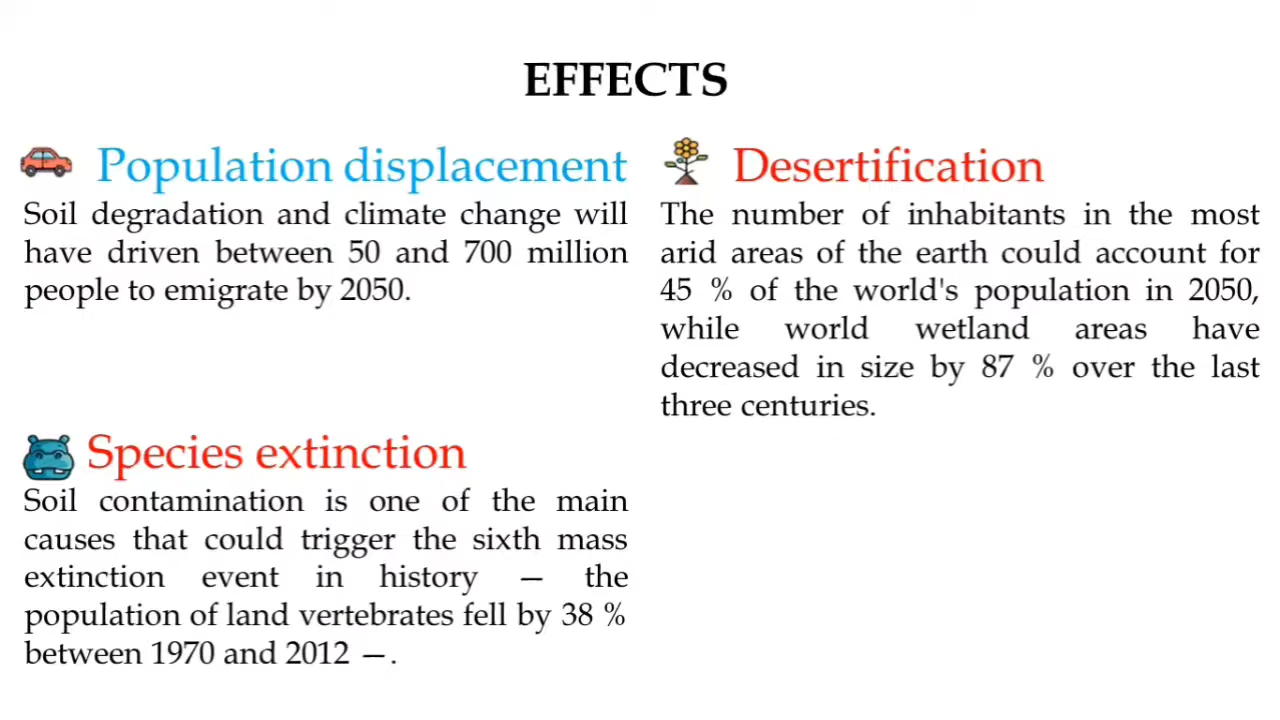 EFFECTS
Population displacement
Soil degradation and climate change will
have driven between 50 and 700 million
people to emigrate by 2050.
Desertification
The number of inhabitants in the most
arid areas of the earth could account for
45 % of the world's population in 2050,
while world wetland areas have
decreased in size by 87 % over the last
three centuries.
Species extinction
Soil contamination is one of the main
causes that could trigger the sixth mass
extinction event in history — the
population of land vertebrates fell by 38 %
between 1970 and 2012 —.